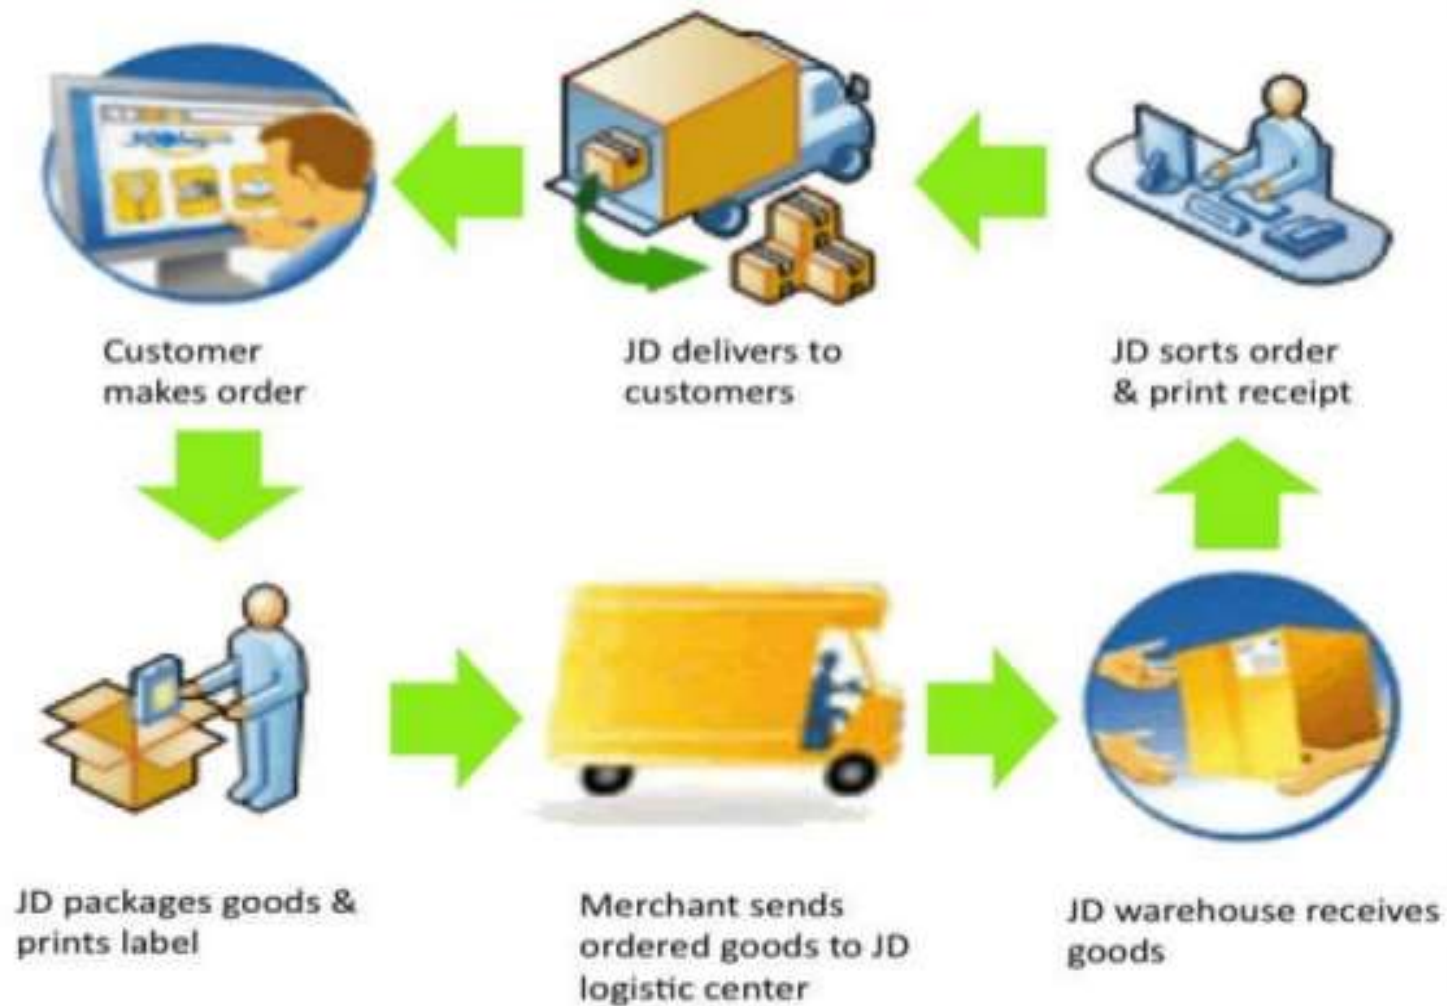 Customer
makes order
JD delivers to
customers
JD sorts order
& print receipt
JD packages goods &
prints label
Merchant sends
ordered goods to JD
logistic center
JD warehouse receives
goods